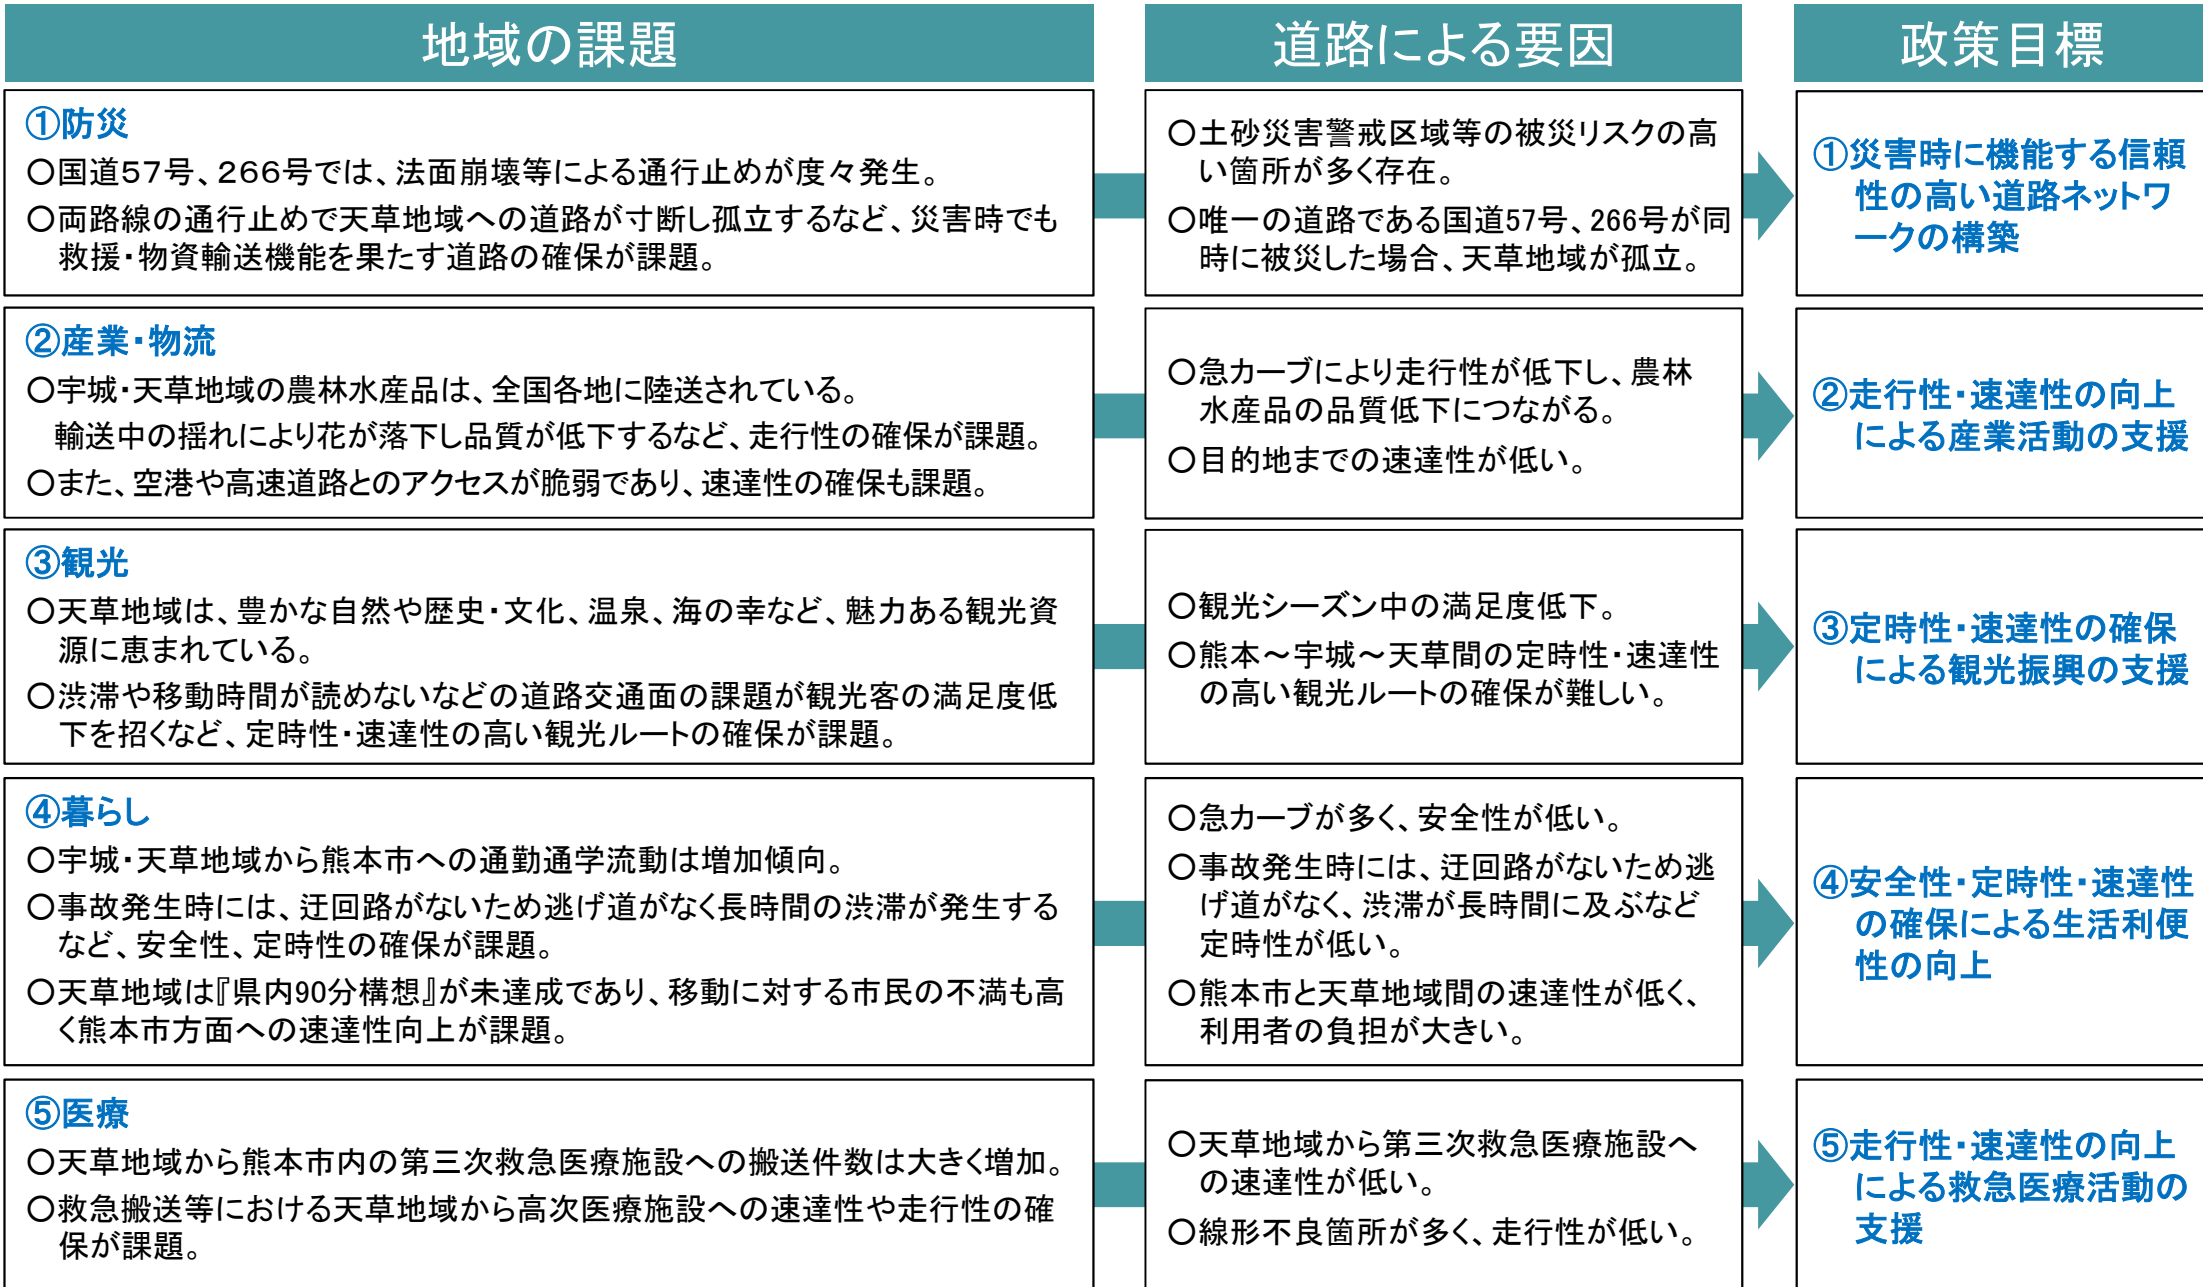 地域の課題
道路による要因
政策目標
①防災
○国道57号、266号では、法面崩壊等による通行止めが度々発生。
○両路線の通行止めで天草地域への道路が寸断し孤立するなど、災害時でも
救援・物資輸送機能を果たす道路の確保が課題。
○土砂災害警戒区域等の被災リスクの高
い箇所が多く存在。
○唯一の道路である国道57号、266号が同
時に被災した場合、天草地域が孤立。
①災害時に機能する信頼
性の高い道路ネットワ
ークの構築
②産業・物流
○宇城・天草地域の農林水産品は、全国各地に陸送されている。
輸送中の揺れにより花が落下し品質が低下するなど、走行性の確保が課題。
○また、空港や高速道路とのアクセスが脆弱であり、速達性の確保も課題。
○急カーブにより走行性が低下し、農林
水産品の品質低下につながる。
○目的地までの速達性が低い。
②走行性・速達性の向上
による産業活動の支援
③観光
○天草地域は、豊かな自然や歴史・文化、温泉、海の幸など、魅力ある観光資
源に恵まれている。
○渋滞や移動時間が読めないなどの道路交通面の課題が観光客の満足度低
下を招くなど、定時性・速達性の高い観光ルートの確保が課題。
○観光シーズン中の満足度低下。
○熊本～宇城～天草間の定時性・速達性
の高い観光ルートの確保が難しい。
③定時性・速達性の確保
による観光振興の支援
④暮らし
○宇城・天草地域から熊本市への通勤通学流動は増加傾向。
○事故発生時には、迂回路がないため逃げ道がなく長時間の渋滞が発生する
など、安全性、定時性の確保が課題。
○天草地域は『県内90分構想』が未達成であり、移動に対する市民の不満も高
く熊本市方面への速達性向上が課題。
○急カーブが多く、安全性が低い。
○事故発生時には、迂回路がないため逃
げ道がなく、渋滞が長時間に及ぶなど
定時性が低い。
○熊本市と天草地域間の速達性が低く、
利用者の負担が大きい。
④安全性・定時性・速達性
の確保による生活利便
性の向上
⑤医療
○天草地域から熊本市内の第三次救急医療施設への搬送件数は大きく増加。
○救急搬送等における天草地域から高次医療施設への速達性や走行性の確
保が課題。
○天草地域から第三次救急医療施設へ
の速達性が低い。
○線形不良箇所が多く、走行性が低い。
⑤走行性・速達性の向上
による救急医療活動の
支援